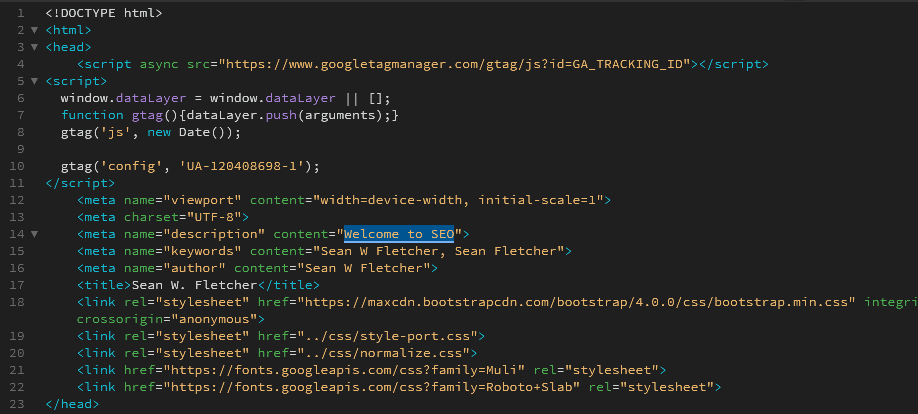 1 <!DOCTYPE html>
2 <html>
3 <head>
4 <script async src="https://www.googletagmanager.com/gtag/js?id=GA_TRACKING_ID"></script>
5 <script>
6 window.dataLayer = window.dataLayer || [];
7 function gtag(){dataLayer.push(arguments);}
8 gtag('js', new Date());
9
10 gtag('config', 'UA-120408698-1');
11 </script>
12 <meta name="viewport" content="width=device-width, initial-scale=1">
13 <meta charset="UTF-8">
14 <meta name="description" content="Welcome to SEO">
15 <meta name="keywords" content="Sean W Fletcher, Sean Fletcher">
16 <meta name="author" content="Sean W Fletcher">
17 <title>Sean W. Fletcher</title>
18 <link rel="stylesheet" href="https://maxcdn.bootstrapcdn.com/bootstrap/4.0.0/css/bootstrap.min.css" integri
crossorigin="anonymous">
19 <link rel="stylesheet" href="../css/style-port.css">
20 <link rel="stylesheet" href="../css/normalize.css">
21 <link href="https://fonts.googleapis.com/css?family=Muli" rel="stylesheet">
22 <link href="https://fonts.googleapis.com/css?family=Roboto+Slab" rel="stylesheet">
23 </head>